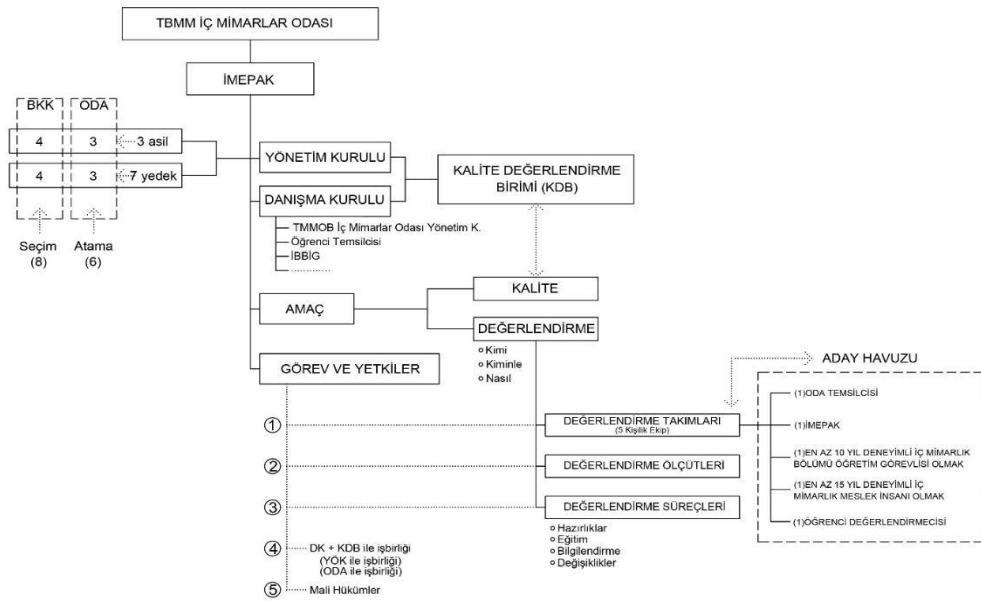 TBMM İÇ MİMARLAR ODASI
İMEPAK
BKK ODA
4 3 3 asil
4 3 7 yedek
Seçim
(8)
Atama
(6)
YÖNETİM KURULU
DANIŞMA KURULU
TMMOB İç Mimarlar Odası Yönetim K.
Öğrenci Temsilcisi
İBBİG
KALİTE DEĞERLENDİRME
BİRİMİ (KDB)
AMAÇ
KALİTE
DEĞERLENDİRME
Kimi
Kiminle
Nasıl
GÖREV VE YETKİLER
1
2
3
4
DK + KDB ile işbirliği
(YÖK ile işbirliği)
(ODA ile işbirliği)
5
Mali Hükümler
DEĞERLENDİRME TAKIMLARI
(5 Kişilik Ekip)
DEĞERLENDİRME ÖLÇÜTLERİ
DEĞERLENDİRME SÜREÇLERİ
Hazırlıklar
Eğitim
Bilgilendirme
Değişiklikler
ADAY HAVUZU
(1)ODA TEMSİLCİSİ
(1)İMEPAK
(1)EN AZ 10 YIL DENEYİMLİ İÇ MİMARLIK
BÖLÜMÜ ÖĞRETİM GÖREVLİSİ OLMAK
(1)EN AZ 15 YIL DENEYİMLİ İÇ
MİMARLIK MESLEK İNSANI OLMAK
(1)ÖĞRENCİ DEĞERLENDİRMECİSİ